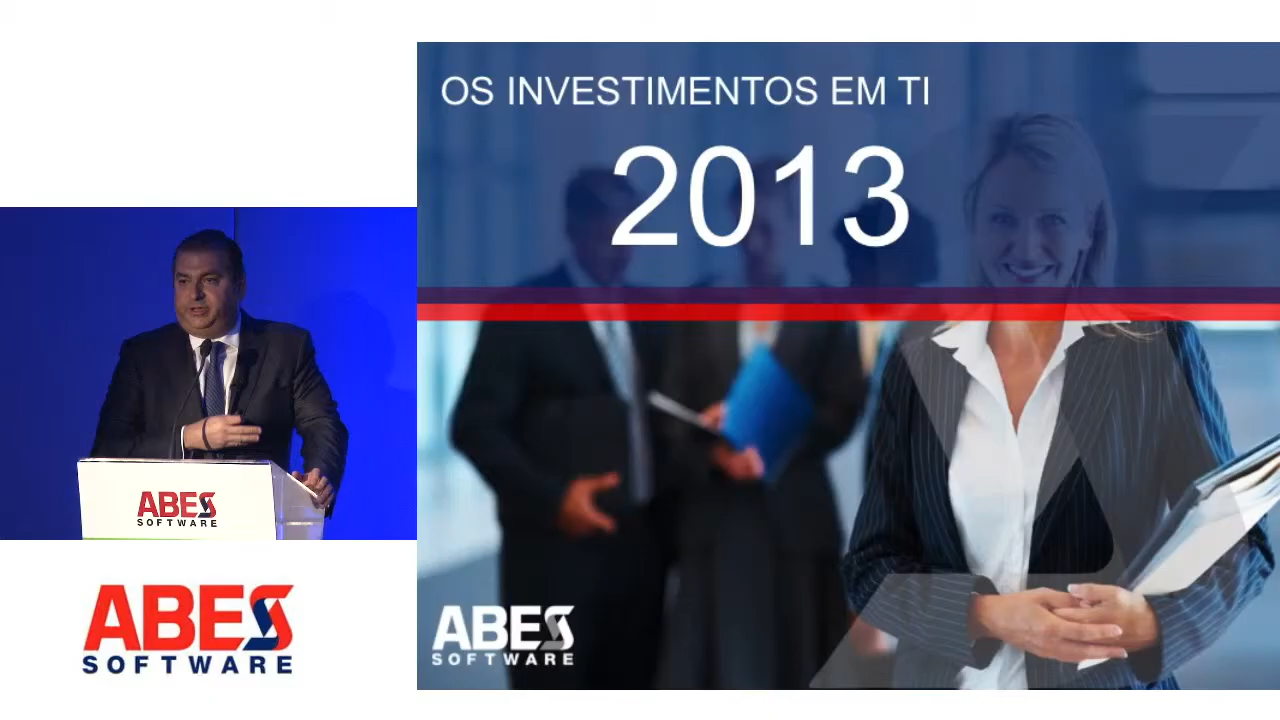 OS INVESTIMENTOS EM TI
2013
ABES
SOFTWARE
ABES
SOFTWARE
ABES
SOFTWARE